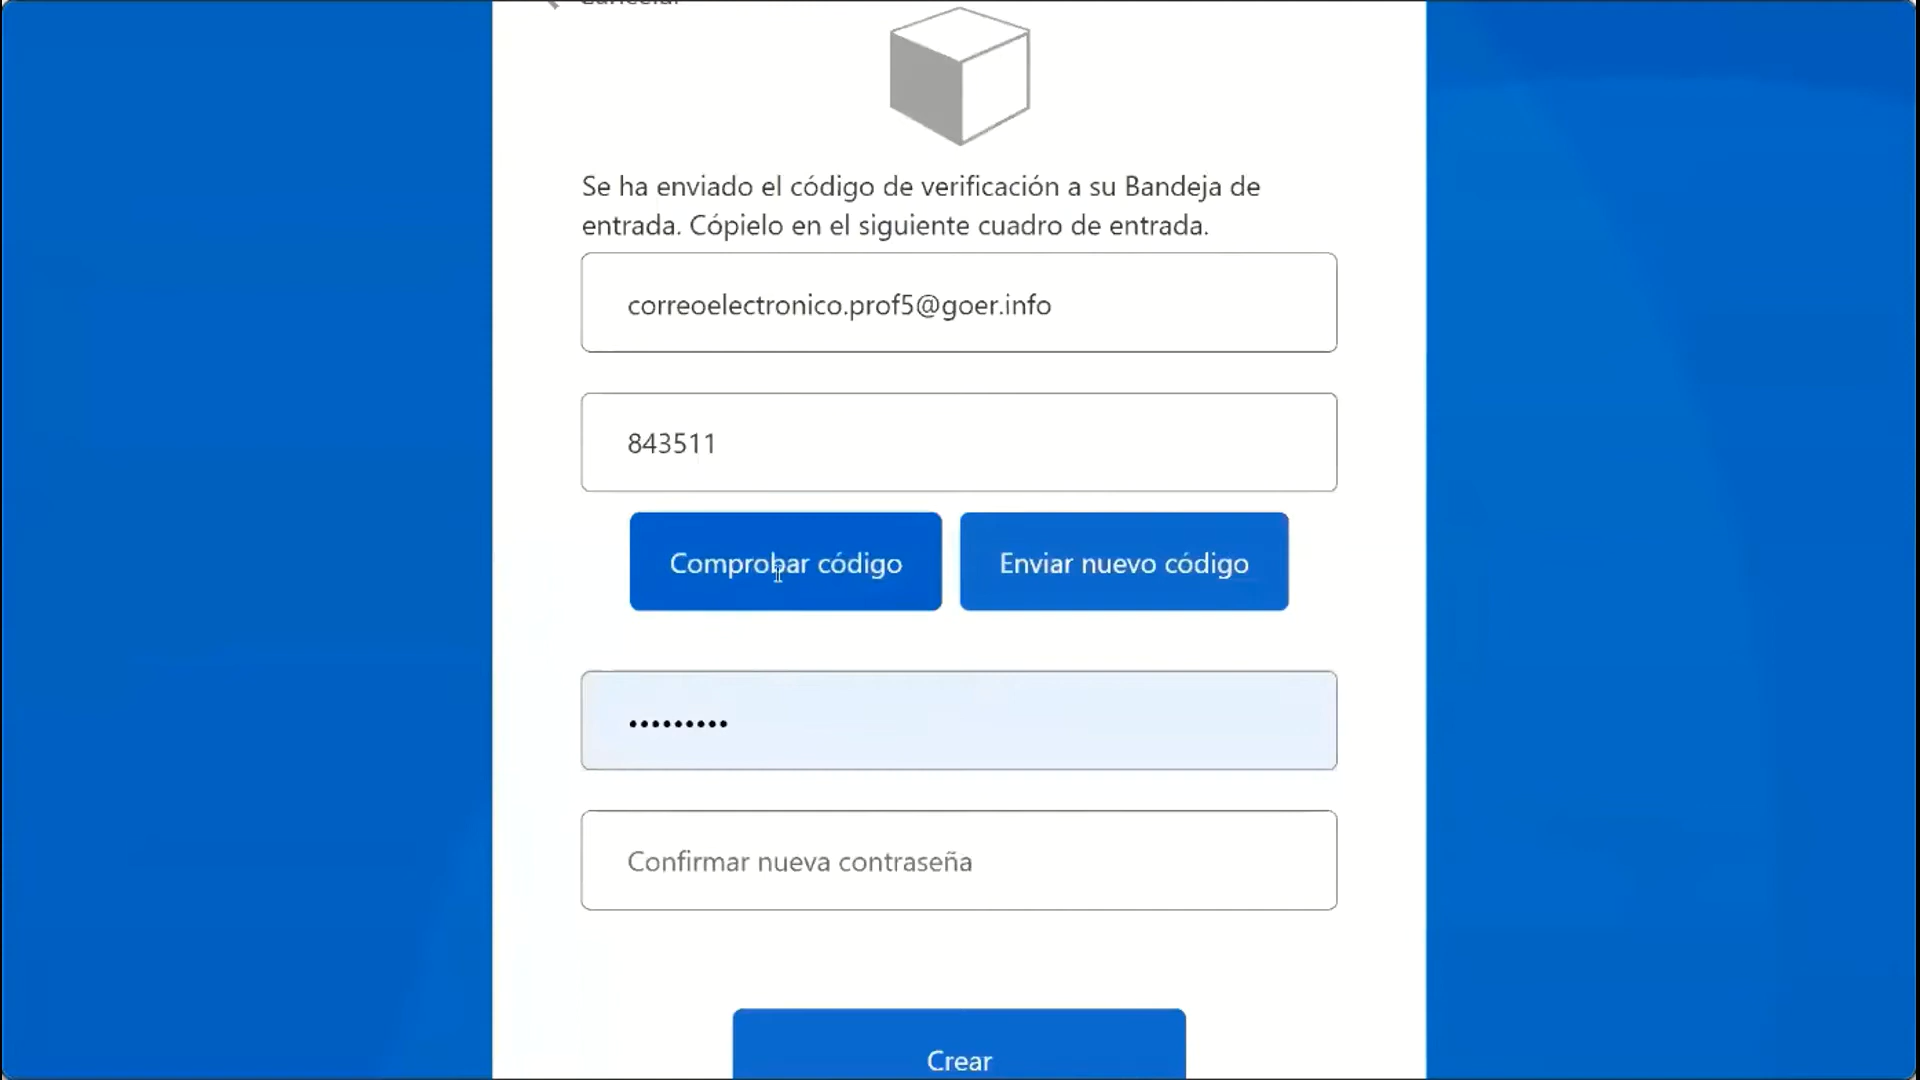 Cancelar
Se ha enviado el código de verificación a su Bandeja de
entrada. Cópielo en el siguiente cuadro de entrada.
correoelectronico.prof5@goer.info
843511
Comprobar código
Enviar nuevo código
•••••••••
Confirmar nueva contraseña
Crear